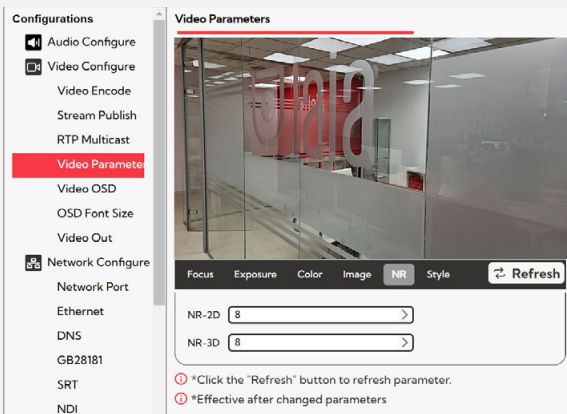 Configurations
Audio Configure
Video Configure
Video Encode
Stream Publish
RTP Multicast
Video Parameter
Video OSD
OSD Font Size
Video Out
Network Configure
Network Port
Ethernet
DNS
GB28181
SRT
NDI
Video Parameters
Focus Exposure Color Image NR Style Refresh
NR-2D 8
NR-3D 8
*Click the "Refresh" button to refresh parameter.
*Effective after changed parameters